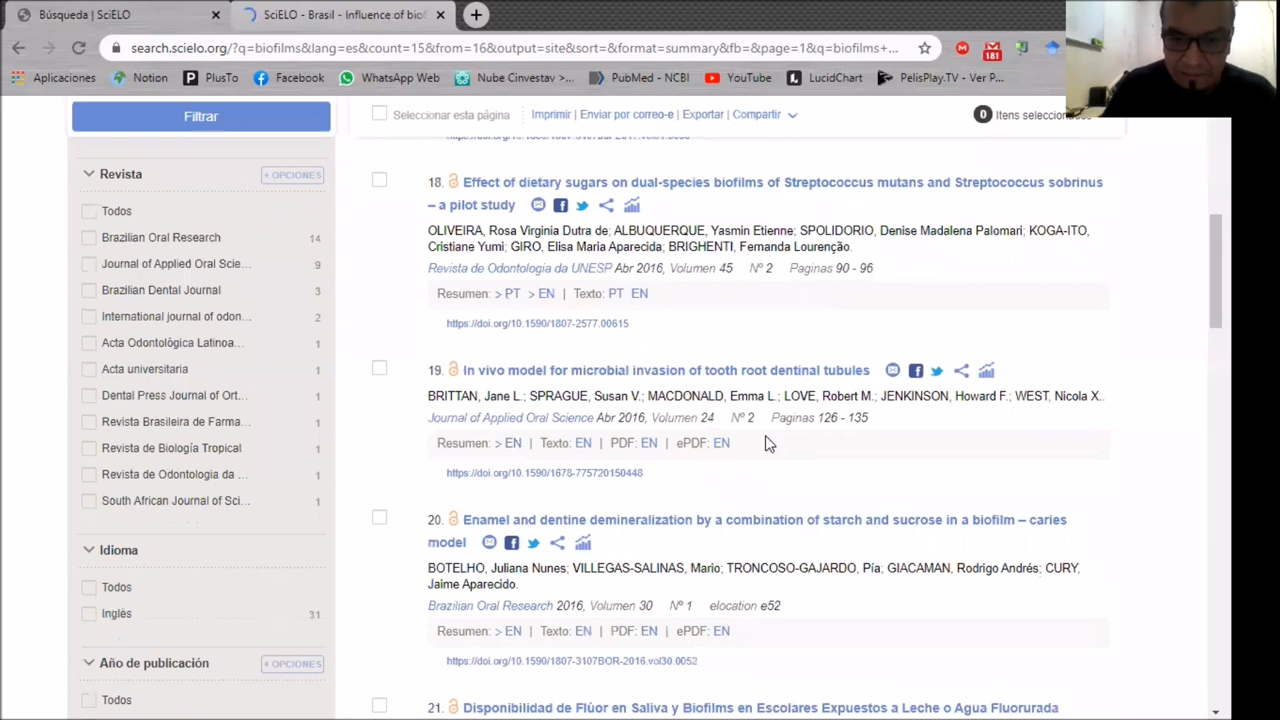 Búsqueda | SciELO
SciELO - Brasil - Influence of bio
search.scielo.org/?q=biofilms&lang=es&count=15&from=16&output=site&sort=&format=summary&fb=&page=1&q=biofilms+...
181
Aplicaciones Notion PlusTo Facebook WhatsApp Web Nube Cinvestav >... PubMed - NCBI YouTube LucidChart PelisPlay.TV - Ver P...
Filtrar
Seleccionar esta página Imprimir | Enviar por correo-e | Exportar | Compartir 0 Itens seleccionados
Revista + OPCIONES
Todos
Brazilian Oral Research 14
Journal of Applied Oral Scie... 9
Brazilian Dental Journal 3
International journal of odon... 2
Acta Odontológica Latinoa... 1
Acta universitaria 1
Dental Press Journal of Ort... 1
Revista Brasileira de Farma... 1
Revista de Biología Tropical 1
Revista de Odontologia da ... 1
South African Journal of Sci... 1
Idioma
Todos
Inglés 31
Año de publicación + OPCIONES
Todos
18. Effect of dietary sugars on dual-species biofilms of Streptococcus mutans and Streptococcus sobrinus
– a pilot study
OLIVEIRA, Rosa Virginia Dutra de; ALBUQUERQUE, Yasmin Etienne; SPOLIDORIO, Denise Madalena Palomari; KOGA-ITO,
Cristiane Yumi; GIRO, Elisa Maria Aparecida; BRIGHENTI, Fernanda Lourenção.
Revista de Odontologia da UNESP Abr 2016, Volumen 45 Nº 2 Paginas 90 - 96
Resumen: > PT > EN | Texto: PT EN
https://doi.org/10.1590/1807-2577.00615
19. In vivo model for microbial invasion of tooth root dentinal tubules
BRITTAN, Jane L.; SPRAGUE, Susan V.; MACDONALD, Emma L.; LOVE, Robert M.; JENKINSON, Howard F.; WEST, Nicola X..
Journal of Applied Oral Science Abr 2016, Volumen 24 Nº 2 Paginas 126 - 135
Resumen: > EN | Texto: EN | PDF: EN | ePDF: EN
https://doi.org/10.1590/1678-775720150448
20. Enamel and dentine demineralization by a combination of starch and sucrose in a biofilm – caries
model
BOTELHO, Juliana Nunes; VILLEGAS-SALINAS, Mario; TRONCOSO-GAJARDO, Pía; GIACAMAN, Rodrigo Andrés; CURY,
Jaime Aparecido.
Brazilian Oral Research 2016, Volumen 30 Nº 1 elocation e52
Resumen: > EN | Texto: EN | PDF: EN | ePDF: EN
https://doi.org/10.1590/1807-3107BOR-2016.vol30.0052
21. Disponibilidad de Flúor en Saliva y Biofilms en Escolares Expuestos a Leche o Agua Fluorurada